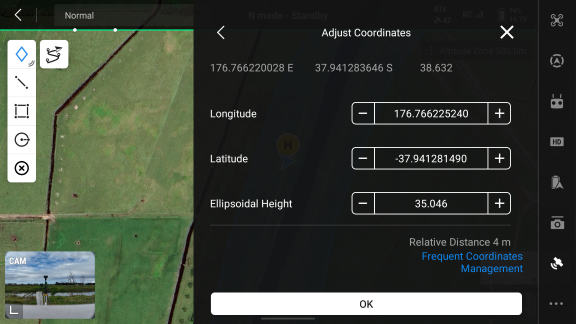 Normal
N mode - Standby
Adjust Coordinates
176.766220028 E 37.941283646 S 38.632
Longitude
− 176.766225240 +
Latitude
− -37.941281490 +
Ellipsoidal Height
− 35.046 +
Relative Distance 4 m
Frequent Coordinates
Management
OK
CAM
HD
H